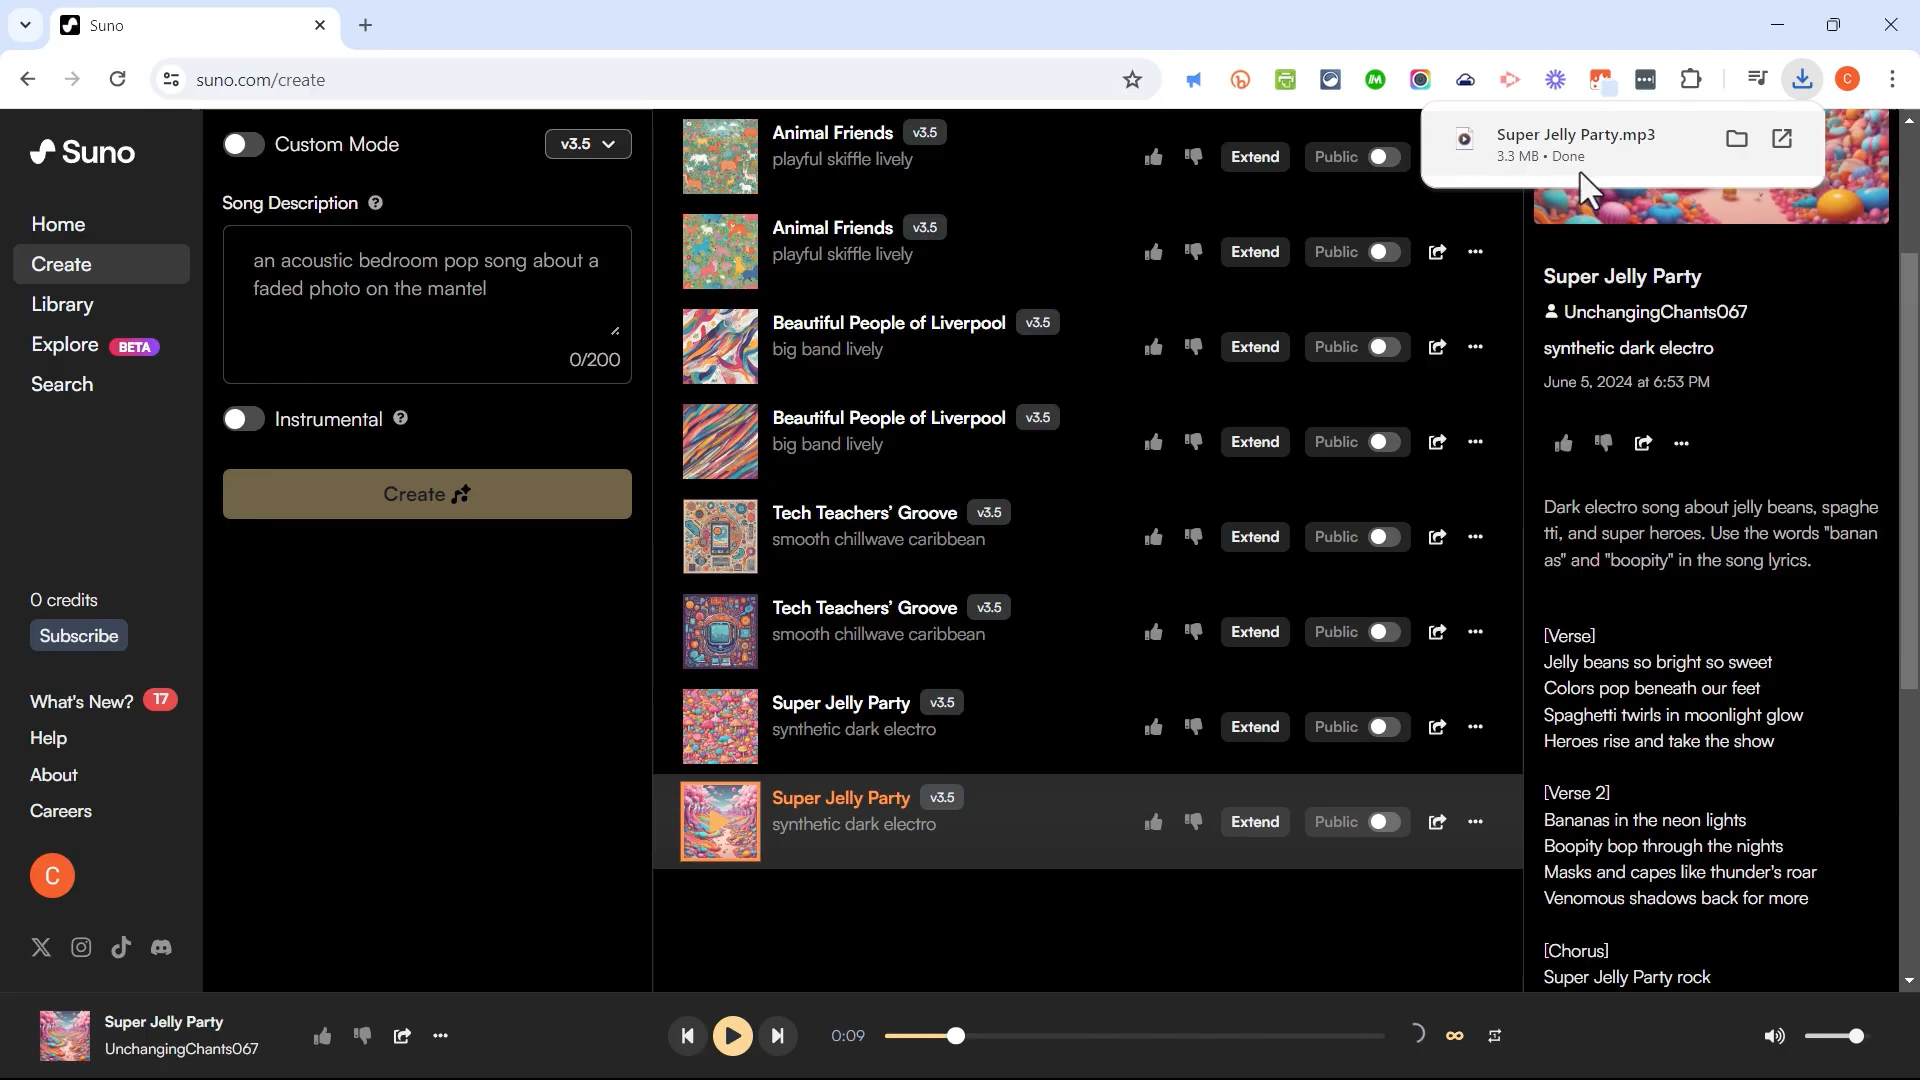 Suno
suno.com/create
C
Super Jelly Party.mp3
3.3 MB • Done
Suno
Home
Create
Library
Explore BETA
Search
0 credits
Subscribe
What's New? 17
Help
About
Careers
C
Custom Mode
v3.5
Song Description
an acoustic bedroom pop song about a
faded photo on the mantel
0/200
Instrumental
Create
Animal Friends v3.5
playful skiffle lively
Extend Public
Animal Friends v3.5
playful skiffle lively
Extend Public
Beautiful People of Liverpool v3.5
big band lively
Extend Public
Beautiful People of Liverpool v3.5
big band lively
Extend Public
Tech Teachers' Groove v3.5
smooth chillwave caribbean
Extend Public
Tech Teachers' Groove v3.5
smooth chillwave caribbean
Extend Public
Super Jelly Party v3.5
synthetic dark electro
Extend Public
Super Jelly Party v3.5
synthetic dark electro
Extend Public
Super Jelly Party
UnchangingChants067
synthetic dark electro
June 5, 2024 at 6:53 PM
Dark electro song about jelly beans, spaghe
tti, and super heroes. Use the words "banan
as" and "boopity" in the song lyrics.
[Verse]
Jelly beans so bright so sweet
Colors pop beneath our feet
Spaghetti twirls in moonlight glow
Heroes rise and take the show
[Verse 2]
Bananas in the neon lights
Boopity bop through the nights
Masks and capes like thunder's roar
Venomous shadows back for more
[Chorus]
Super Jelly Party rock
Super Jelly Party
UnchangingChants067
0:09